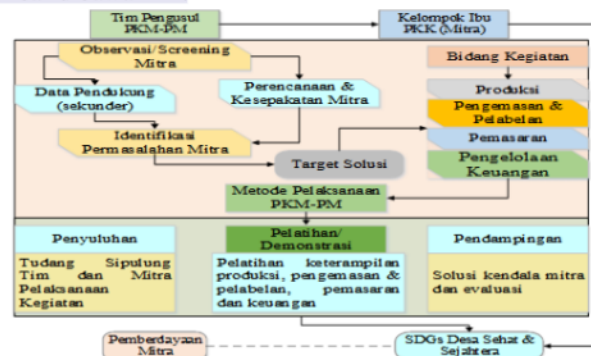 Tim Pengusul
PKM-PM
Kelompok Ibu
PKK (Mitra)
Observasi/Screening
Mitra
Bidang Kegiatan
Data Pendukung
(sekunder)
Perencanaan &
Kesepakatan Mitra
Produksi
Pengemasan &
Pelabelan
Identifikasi
Permasalahan Mitra
Pemasaran
Target Solusi
Pengelolaan
Keuangan
Metode Pelaksanaan
PKM-PM
Penyuluhan
Pelatihan/
Demonstrasi
Pendampingan
Tudang Sipulung
Tim dan Mitra
Pelaksanaan
Kegiatan
Pelatihan keterampilan
produksi, pengemasan &
pelabelan, pemasaran
dan keuangan
Solusi kendala mitra
dan evaluasi
Pemberdayaan
Mitra
SDGs Desa Sehat &
Sejahtera